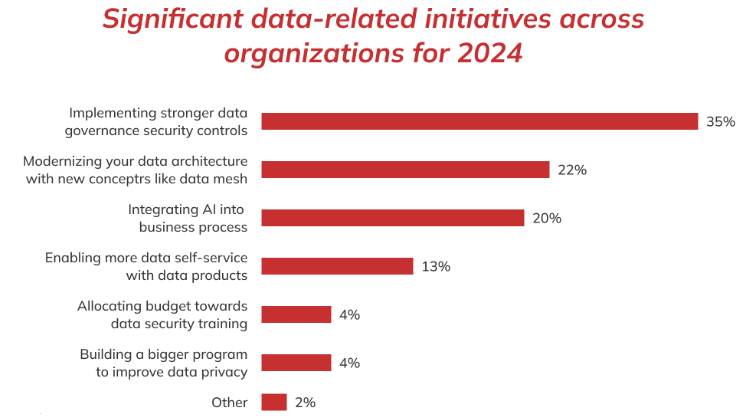 Significant data-related initiatives across
organizations for 2024
Implementing stronger data
governance security controls
35%
Modernizing your data architecture
with new conceptrs like data mesh
22%
Integrating AI into
business process
20%
Enabling more data self-service
with data products
13%
Allocating budget towards
data security training
4%
Building a bigger program
to improve data privacy
4%
Other
2%